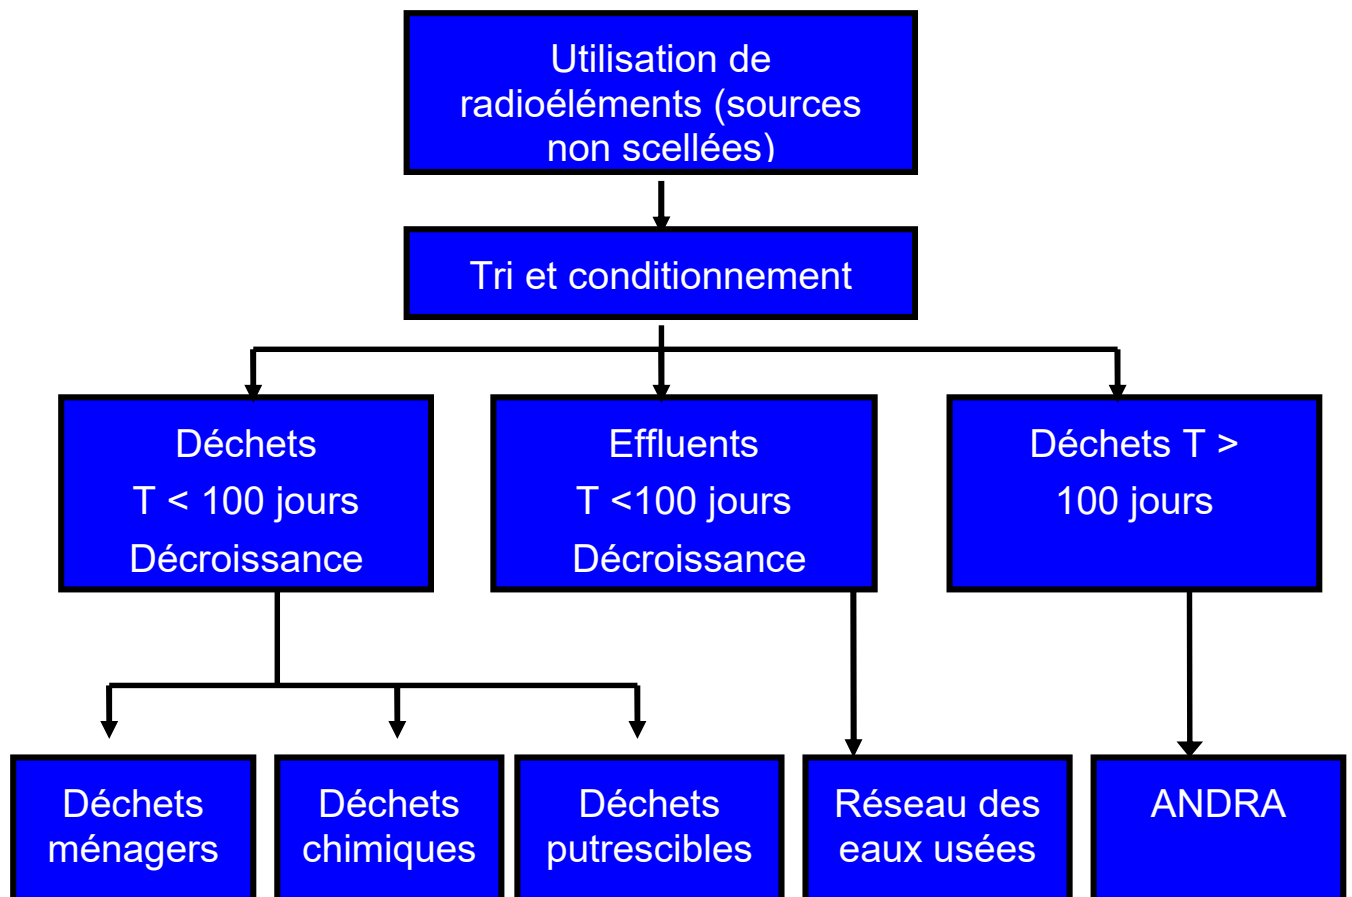 Utilisation de
radioéléments (sources
non scellées)
Tri et conditionnement
Déchets
T < 100 jours
Décroissance
Effluents
T <100 jours
Décroissance
Déchets T >
100 jours
Déchets
ménagers
Déchets
chimiques
Déchets
putrescibles
Réseau des
eaux usées
ANDRA